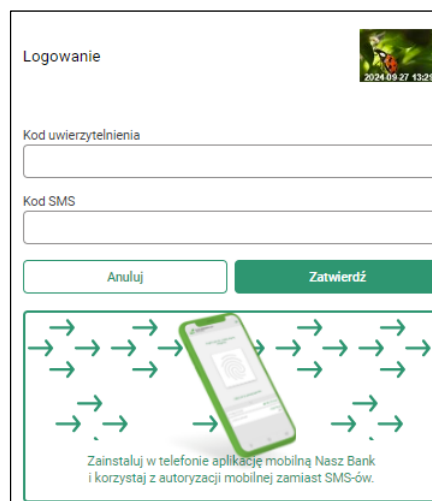 Logowanie
2024-09-27 13:29
Kod uwierzytelnienia
Kod SMS
Anuluj
Zatwierdź
Zainstaluj w telefonie aplikację mobilną Nasz Bank
i korzystaj z autoryzacji mobilnej zamiast SMS-ów.